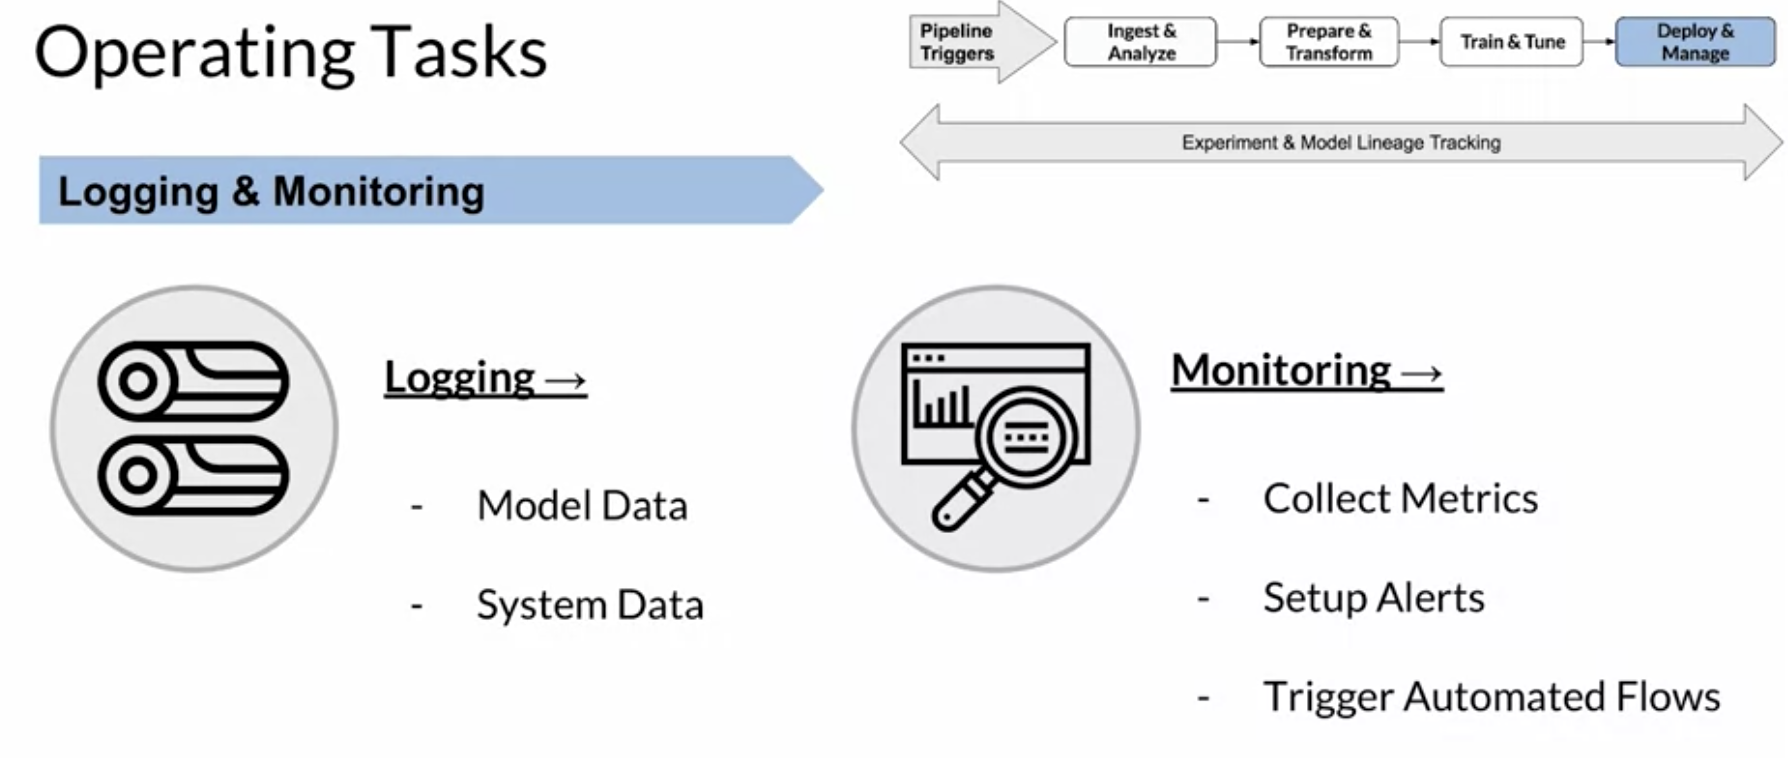 Operating Tasks
Pipeline
Triggers
Ingest &
Analyze
Prepare &
Transform
Train & Tune
Deploy &
Manage
Experiment & Model Lineage Tracking
Logging & Monitoring
Logging →
- Model Data
- System Data
Monitoring →
- Collect Metrics
- Setup Alerts
- Trigger Automated Flows